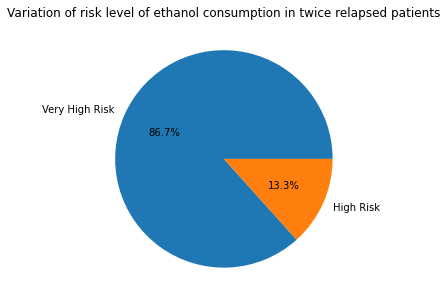 Variation of risk level of ethanol consumption in twice relapsed patients
Very High Risk
86.7%
13.3%
High Risk